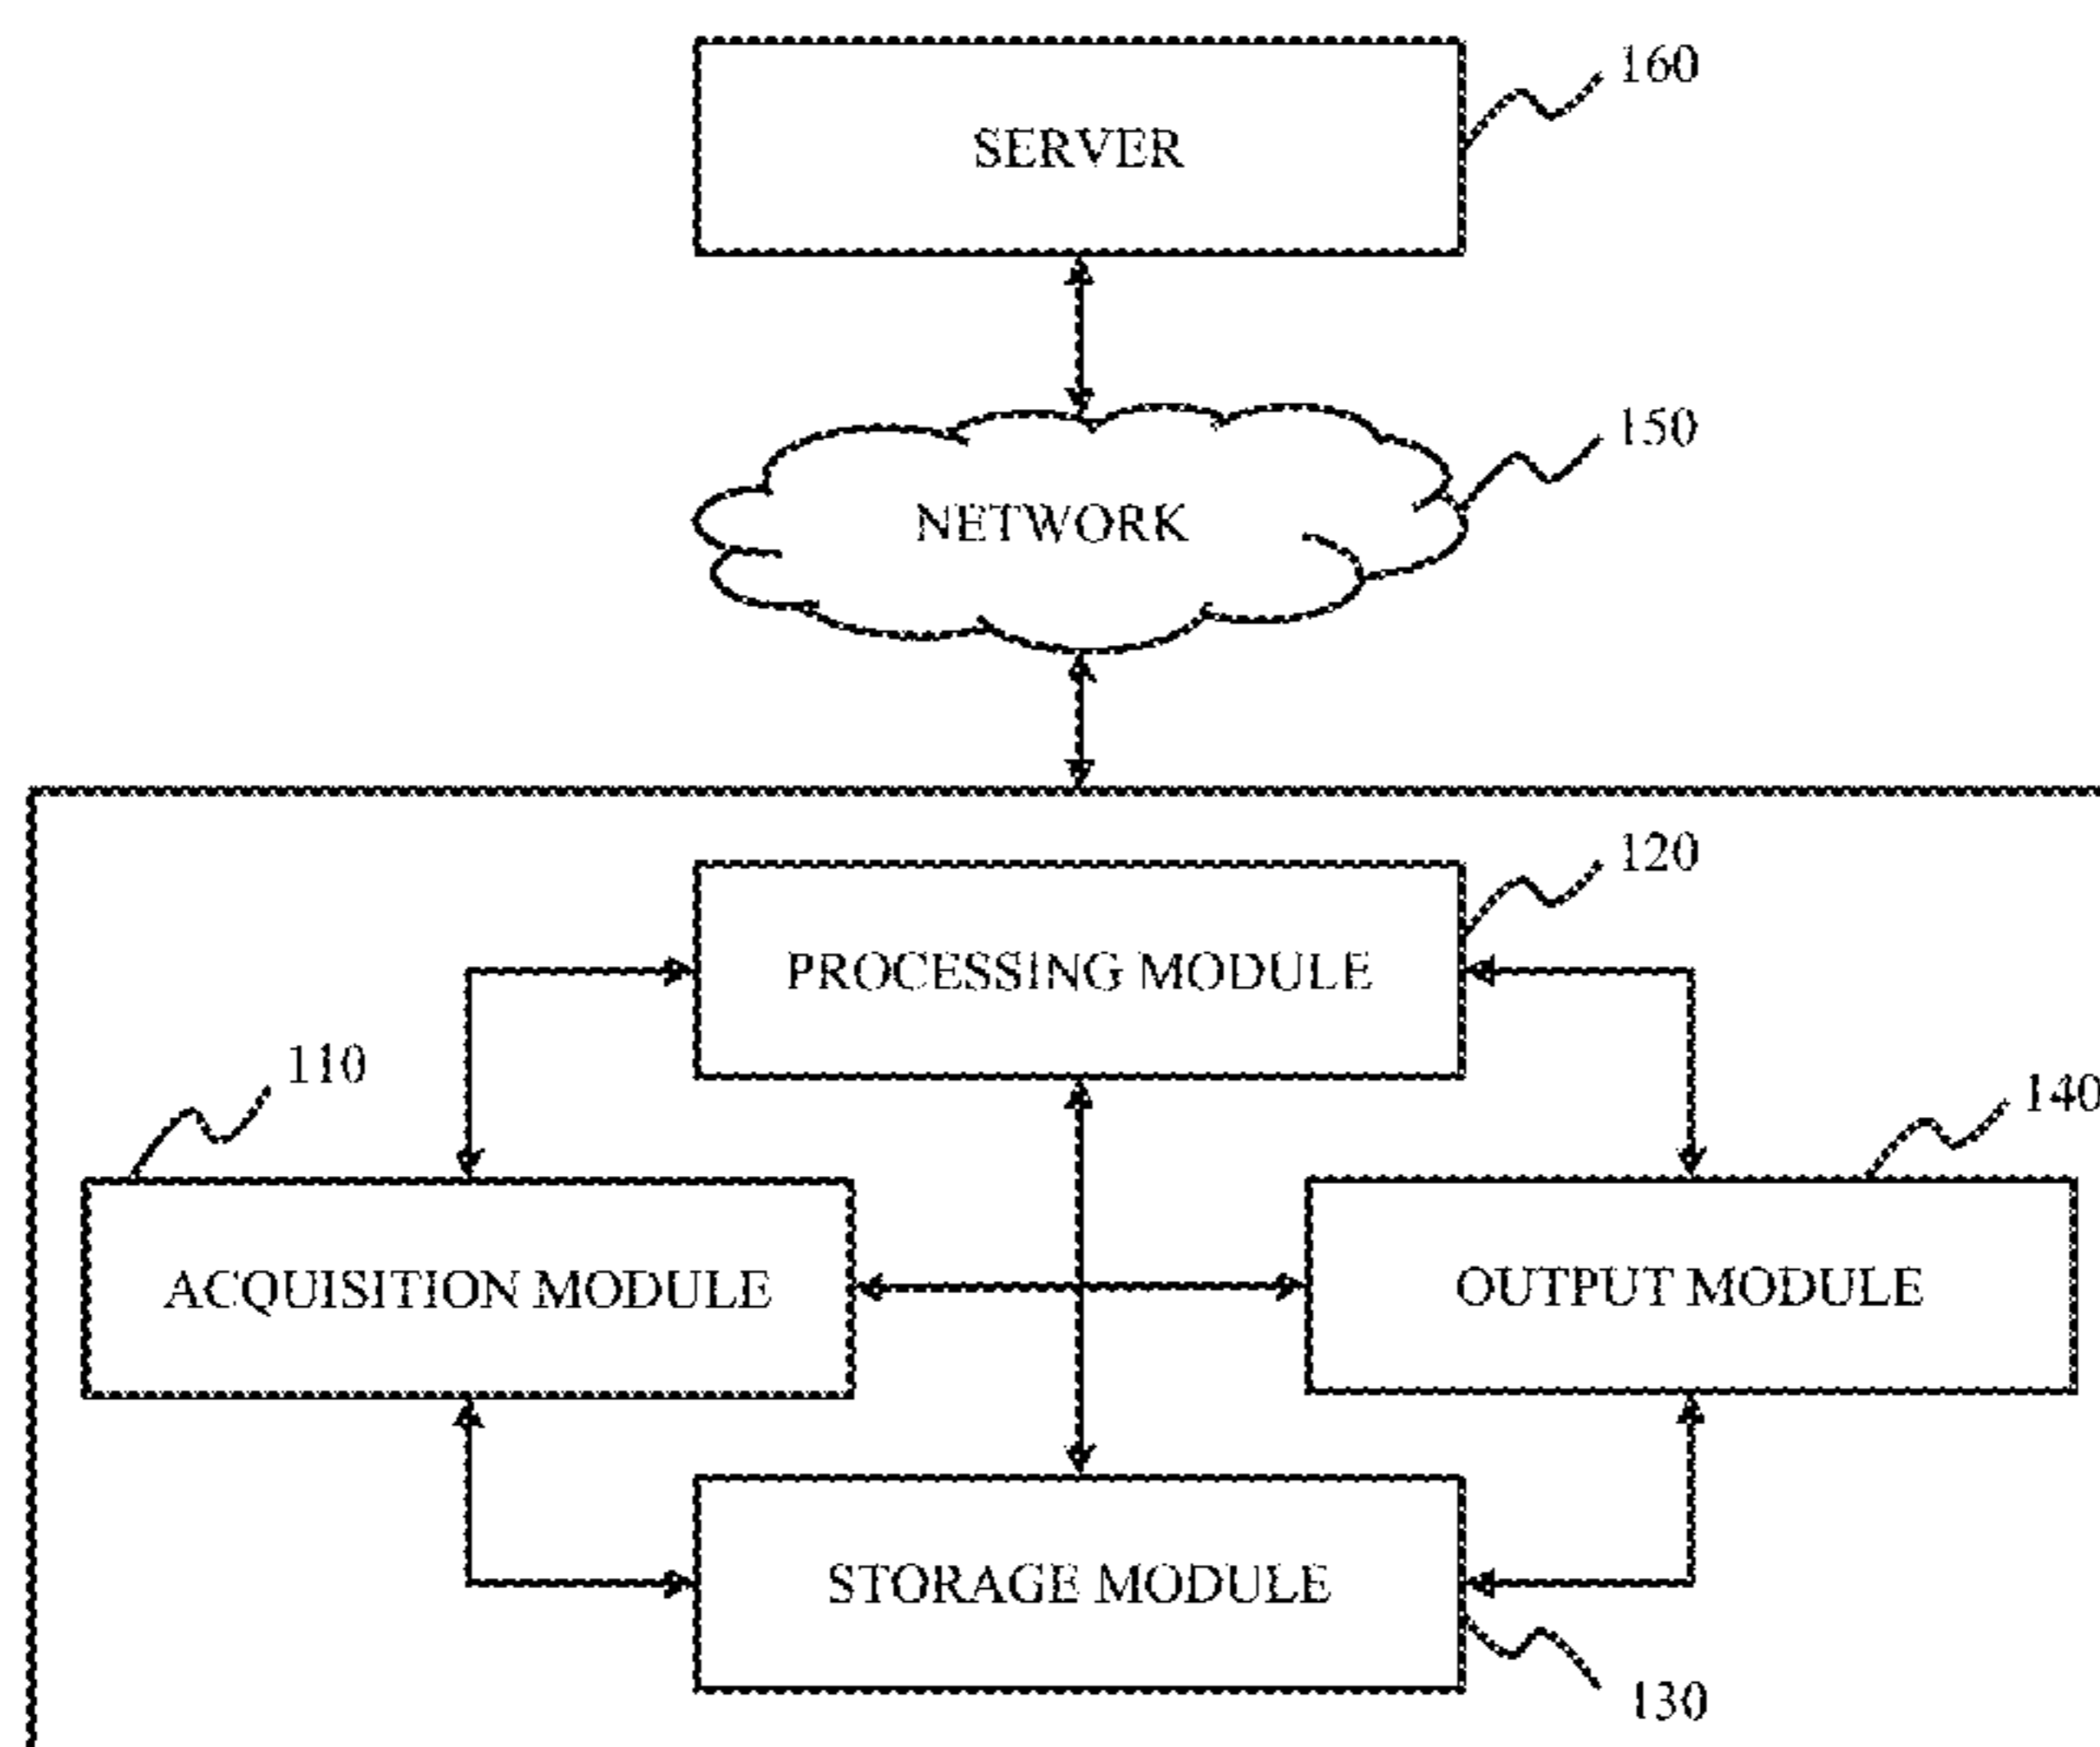 160
SERVER
150
NETWORK
120
PROCESSING MODULE
110
140
ACQUISITION MODULE
OUTPUT MODULE
STORAGE MODULE
130